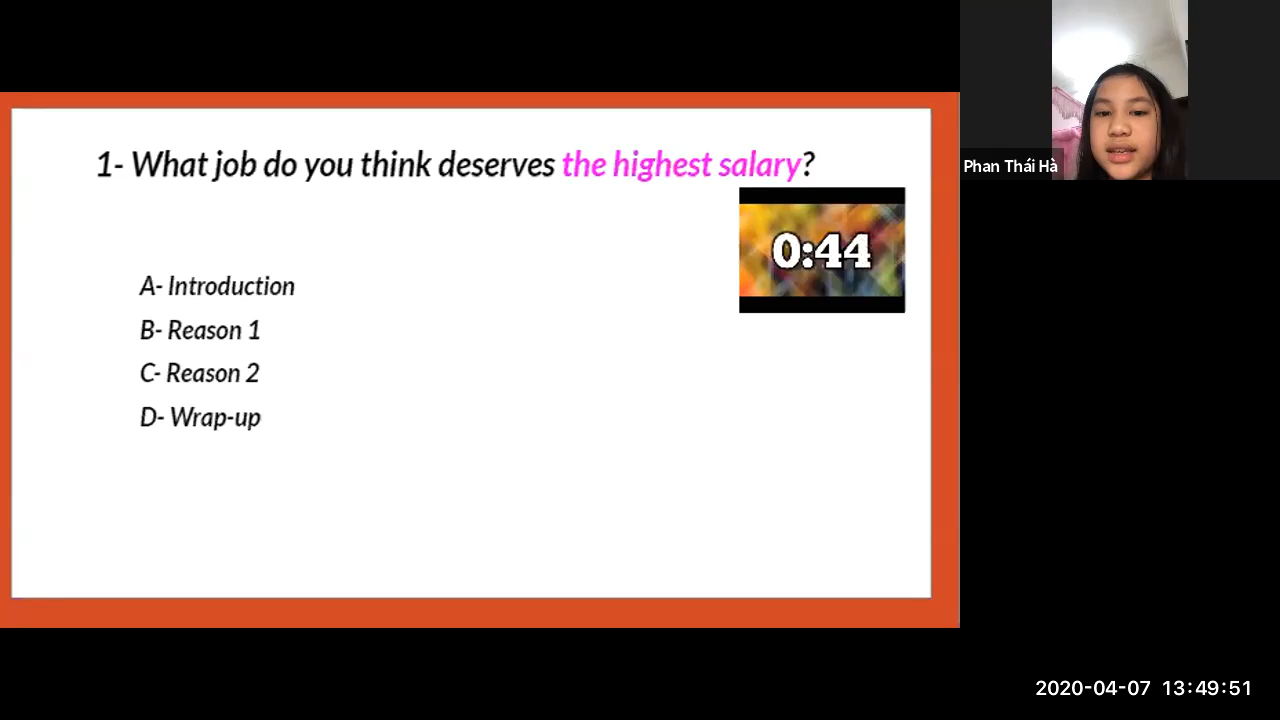 1- What job do you think deserves the highest salary?
0:44
A- Introduction
B- Reason 1
C- Reason 2
D- Wrap-up
Phan Thái Hà
2020-04-07 13:49:51